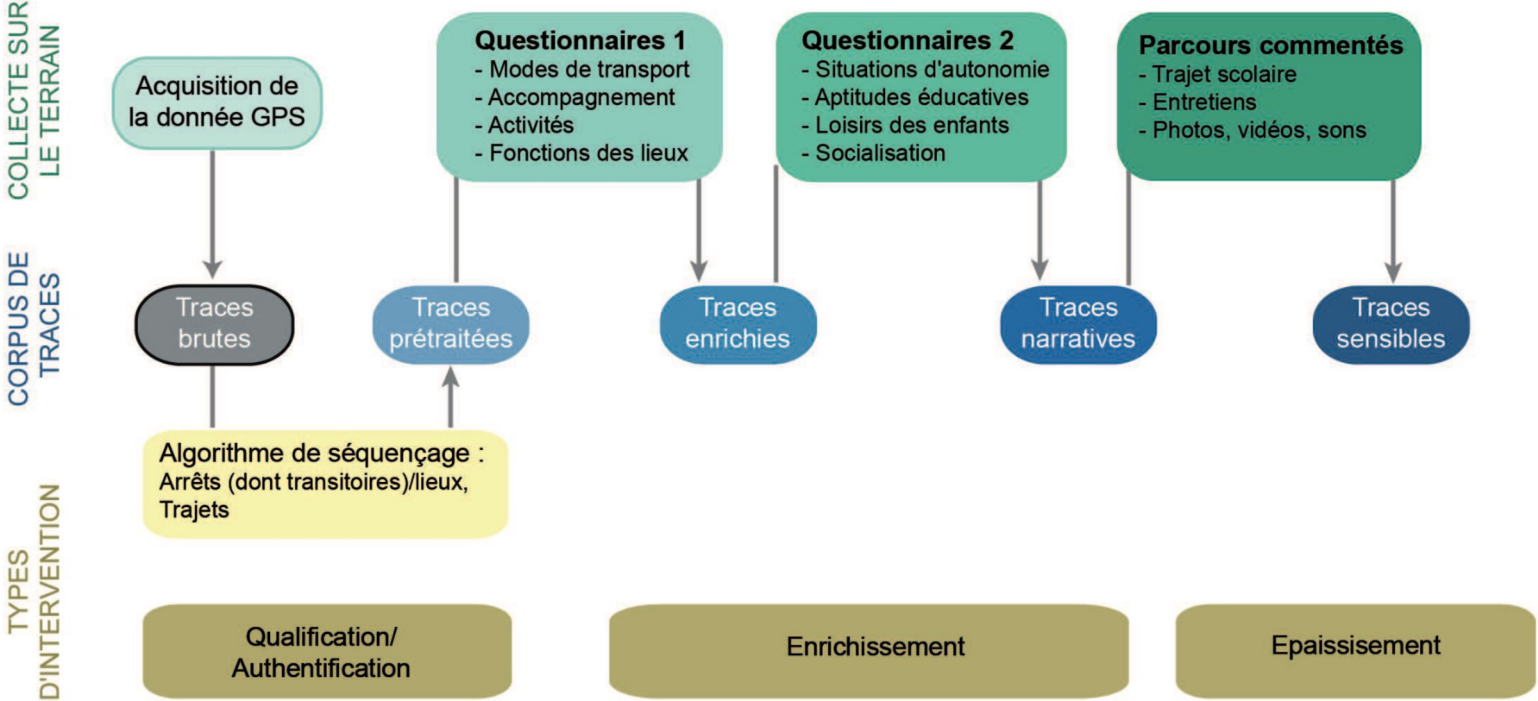 COLLECTE SUR
LE TERRAIN
Acquisition de
la donnée GPS
Questionnaires 1
- Modes de transport
- Accompagnement
- Activités
- Fonctions des lieux
Questionnaires 2
- Situations d'autonomie
- Aptitudes éducatives
- Loisirs des enfants
- Socialisation
Parcours commentés
- Trajet scolaire
- Entretiens
- Photos, vidéos, sons
CORPUS DE
TRACES
Traces
brutes
Traces
prétraitées
Traces
enrichies
Traces
narratives
Traces
sensibles
Algorithme de séquençage :
Arrêts (dont transitoires)/lieux,
Trajets
TYPES
D'INTERVENTION
Qualification/
Authentification
Enrichissement
Epaissisement